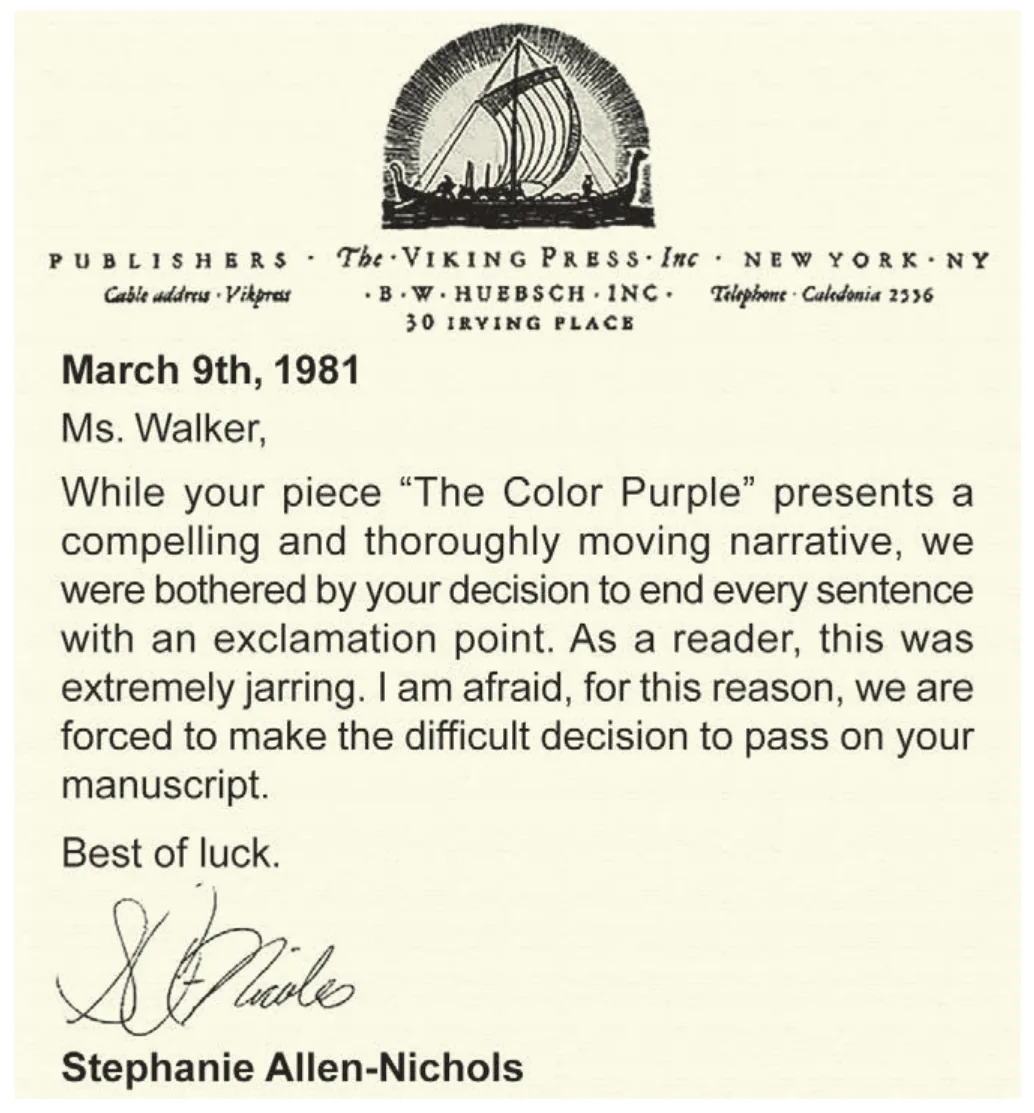 PUBLISHERS · The · VIKING PRESS · Inc · NEW YORK · NY
Cable address · Vikpress · B · W · HUEBSCH · INC · Telephone · Caledonia 2536
30 IRVING PLACE
March 9th, 1981
Ms. Walker,
While your piece “The Color Purple” presents a
compelling and thoroughly moving narrative, we
were bothered by your decision to end every sentence
with an exclamation point. As a reader, this was
extremely jarring. I am afraid, for this reason, we are
forced to make the difficult decision to pass on your
manuscript.
Best of luck.
Stephanie Allen-Nichols